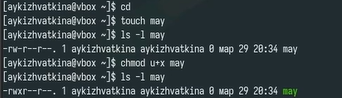 [aykizhvatkina@vbox ~]$ cd
[aykizhvatkina@vbox ~]$ touch may
[aykizhvatkina@vbox ~]$ ls -l may
-rw-r--r--. 1 aykizhvatkina aykizhvatkina 0 мар 29 20:34 may
[aykizhvatkina@vbox ~]$ chmod u+x may
[aykizhvatkina@vbox ~]$ ls -l may
-rwxr--r--. 1 aykizhvatkina aykizhvatkina 0 мар 29 20:34 may